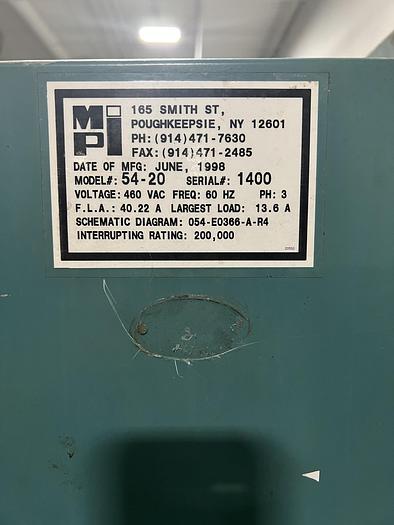 MPi
165 SMITH ST,
POUGHKEEPSIE, NY 12601
PH:(914)471-7630
FAX:(914)471-2485
DATE OF MFG: JUNE, 1998
MODEL#: 54-20 SERIAL#: 1400
VOLTAGE: 460 VAC FREQ: 60 HZ PH: 3
F.L.A.: 40.22 A LARGEST LOAD: 13.6 A
SCHEMATIC DIAGRAM: 054-E0366-A-R4
INTERRUPTING RATING: 200,000